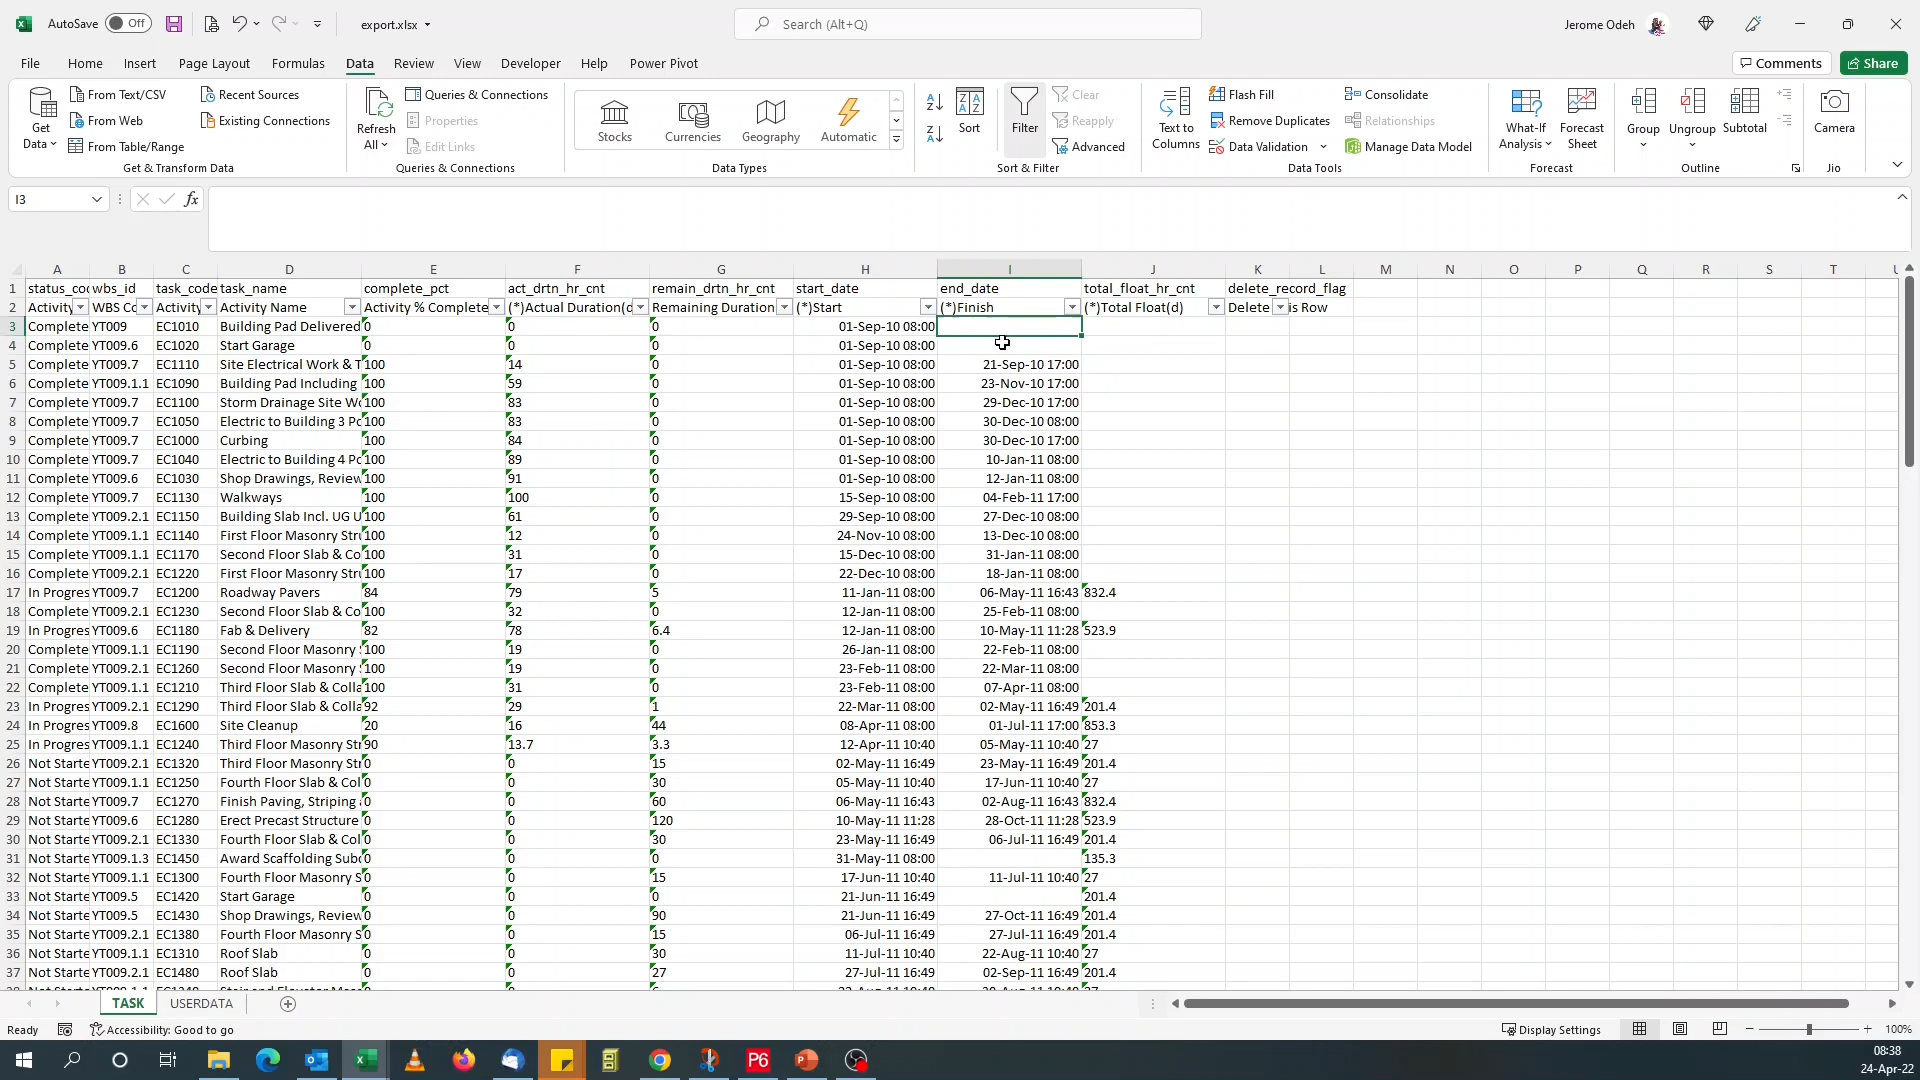 AutoSave Off export.xlsx Search (Alt+Q) Jerome Odeh
File Home Insert Page Layout Formulas Data Review View Developer Help Power Pivot Comments Share
Get Data
From Text/CSV
From Web
From Table/Range
Recent Sources
Existing Connections
Get & Transform Data
Refresh All
Queries & Connections
Properties
Edit Links
Queries & Connections
Stocks Currencies Geography Automatic
Data Types
Sort Filter
Clear
Reapply
Advanced
Sort & Filter
Text to Columns
Flash Fill
Remove Duplicates
Data Validation
Consolidate
Relationships
Manage Data Model
Data Tools
What-If Analysis
Forecast Sheet
Forecast
Group Ungroup Subtotal
Outline
Camera
Jio
I3 fx
A B C D E F G H I J K L M N O P Q R S T
1 status_co wbs_id task_code task_name complete_pct act_drtn_hr_cnt remain_drtn_hr_cnt start_date end_date total_float_hr_cnt delete_record_flag
2 Activity WBS Co Activity Activity Name Activity % Complete (*)Actual Duration(d Remaining Duration (*)Start (*)Finish (*)Total Float(d) Delete is Row
3 Complete YT009 EC1010 Building Pad Delivered 0 0 0 01-Sep-10 08:00
4 Complete YT009.6 EC1020 Start Garage 0 0 0 01-Sep-10 08:00
5 Complete YT009.7 EC1110 Site Electrical Work & T 100 14 0 01-Sep-10 08:00 21-Sep-10 17:00
6 Complete YT009.1.1 EC1090 Building Pad Including 100 59 0 01-Sep-10 08:00 23-Nov-10 17:00
7 Complete YT009.7 EC1100 Storm Drainage Site Wo 100 83 0 01-Sep-10 08:00 29-Dec-10 17:00
8 Complete YT009.7 EC1050 Electric to Building 3 Po 100 83 0 01-Sep-10 08:00 30-Dec-10 08:00
9 Complete YT009.7 EC1000 Curbing 100 84 0 01-Sep-10 08:00 30-Dec-10 17:00
10 Complete YT009.7 EC1040 Electric to Building 4 Po 100 89 0 01-Sep-10 08:00 10-Jan-11 08:00
11 Complete YT009.6 EC1030 Shop Drawings, Review 100 91 0 01-Sep-10 08:00 12-Jan-11 08:00
12 Complete YT009.7 EC1130 Walkways 100 100 0 15-Sep-10 08:00 04-Feb-11 17:00
13 Complete YT009.2.1 EC1150 Building Slab Incl. UG U 100 61 0 29-Sep-10 08:00 27-Dec-10 08:00
14 Complete YT009.1.1 EC1140 First Floor Masonry Stru 100 12 0 24-Nov-10 08:00 13-Dec-10 08:00
15 Complete YT009.1.1 EC1170 Second Floor Slab & Co 100 31 0 15-Dec-10 08:00 31-Jan-11 08:00
16 Complete YT009.2.1 EC1220 First Floor Masonry Stru 100 17 0 22-Dec-10 08:00 18-Jan-11 08:00
17 In Progres YT009.7 EC1200 Roadway Pavers 84 79 5 11-Jan-11 08:00 06-May-11 16:43 832.4
18 Complete YT009.2.1 EC1230 Second Floor Slab & Co 100 32 0 12-Jan-11 08:00 25-Feb-11 08:00
19 In Progres YT009.6 EC1180 Fab & Delivery 82 78 6.4 12-Jan-11 08:00 10-May-11 11:28 523.9
20 Complete YT009.1.1 EC1190 Second Floor Masonry 100 19 0 26-Jan-11 08:00 22-Feb-11 08:00
21 Complete YT009.2.1 EC1260 Second Floor Masonry 100 19 0 23-Feb-11 08:00 22-Mar-11 08:00
22 Complete YT009.1.1 EC1210 Third Floor Slab & Colla 100 31 0 23-Feb-11 08:00 07-Apr-11 08:00
23 In Progres YT009.2.1 EC1290 Third Floor Slab & Colla 92 29 1 22-Mar-11 08:00 02-May-11 16:49 201.4
24 In Progres YT009.8 EC1600 Site Cleanup 20 16 44 08-Apr-11 08:00 01-Jul-11 17:00 853.3
25 In Progres YT009.1.1 EC1240 Third Floor Masonry Str 90 13.7 3.3 12-Apr-11 10:40 05-May-11 10:40 27
26 Not Starte YT009.2.1 EC1320 Third Floor Masonry Str 0 0 15 02-May-11 16:49 23-May-11 16:49 201.4
27 Not Starte YT009.1.1 EC1250 Fourth Floor Slab & Col 0 0 30 05-May-11 10:40 17-Jun-11 10:40 27
28 Not Starte YT009.7 EC1270 Finish Paving, Striping 0 0 60 06-May-11 16:43 02-Aug-11 16:43 832.4
29 Not Starte YT009.6 EC1280 Erect Precast Structure 0 0 120 10-May-11 11:28 28-Oct-11 11:28 523.9
30 Not Starte YT009.2.1 EC1330 Fourth Floor Slab & Col 0 0 30 23-May-11 16:49 06-Jul-11 16:49 201.4
31 Not Starte YT009.1.3 EC1450 Award Scaffolding Subc 0 0 0 31-May-11 08:00 135.3
32 Not Starte YT009.1.1 EC1300 Fourth Floor Masonry S 0 0 15 17-Jun-11 10:40 11-Jul-11 10:40 27
33 Not Starte YT009.5 EC1420 Start Garage 0 0 0 21-Jun-11 16:49 201.4
34 Not Starte YT009.5 EC1430 Shop Drawings, Review 0 0 90 21-Jun-11 16:49 27-Oct-11 16:49 201.4
35 Not Starte YT009.2.1 EC1380 Fourth Floor Masonry S 0 0 15 06-Jul-11 16:49 27-Jul-11 16:49 201.4
36 Not Starte YT009.1.1 EC1310 Roof Slab 0 0 30 11-Jul-11 10:40 22-Aug-11 10:40 27
37 Not Starte YT009.2.1 EC1480 Roof Slab 0 0 27 27-Jul-11 16:49 02-Sep-11 16:49 201.4
TASK USERDATA
Ready Accessibility: Good to go Display Settings 100%
P6
08:38
24-Apr-22